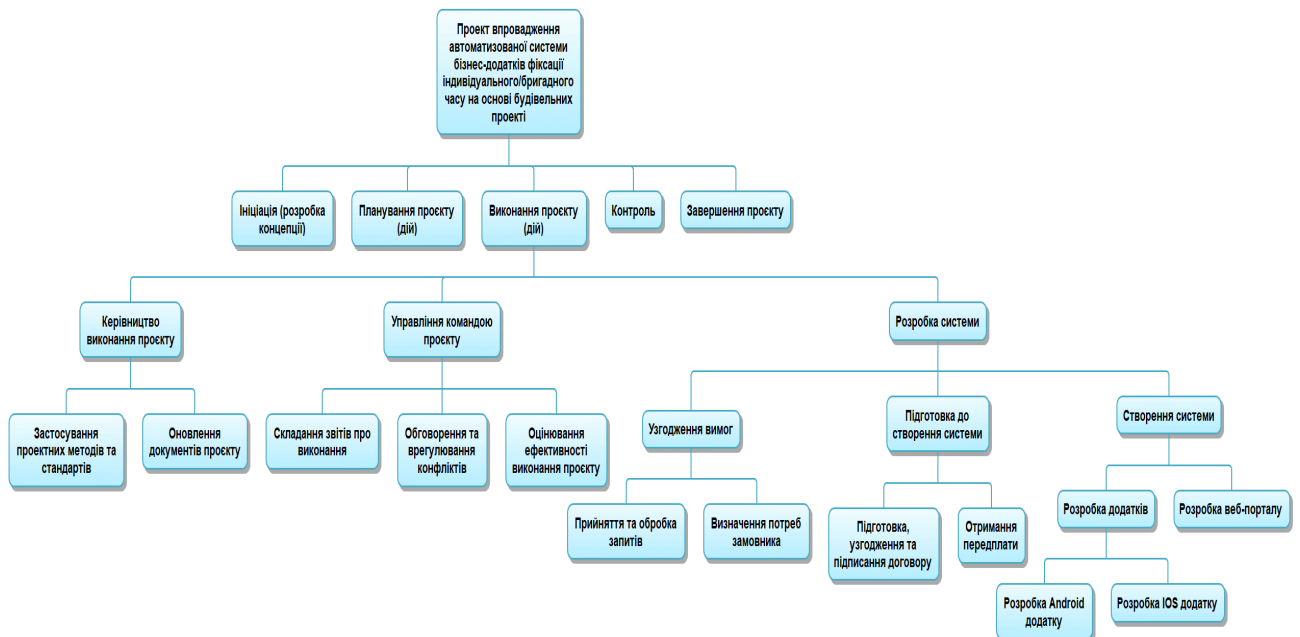 Проект впровадження
автоматизованої системи
бізнес-додатків фіксації
індивідуального/бригадного
часу на основі будівельних
проекті
Ініціація (розробка
концепції)
Планування проєкту
(дій)
Виконання проєкту
(дій)
Контроль
Завершення проєкту
Керівництво
виконання проєкту
Управління командою
проєкту
Розробка системи
Застосування
проектних методів та
стандартів
Оновлення
документів проєкту
Складання звітів про
виконання
Обговорення та
врегулювання
конфліктів
Оцінювання
ефективності
виконання проєкту
Узгодження вимог
Підготовка до
створення системи
Створення системи
Прийняття та обробка
запитів
Визначення потреб
замовника
Підготовка,
узгодження та
підписання договору
Отримання
передплати
Розробка додатків
Розробка веб-порталу
Розробка Android
додатку
Розробка IOS додатку